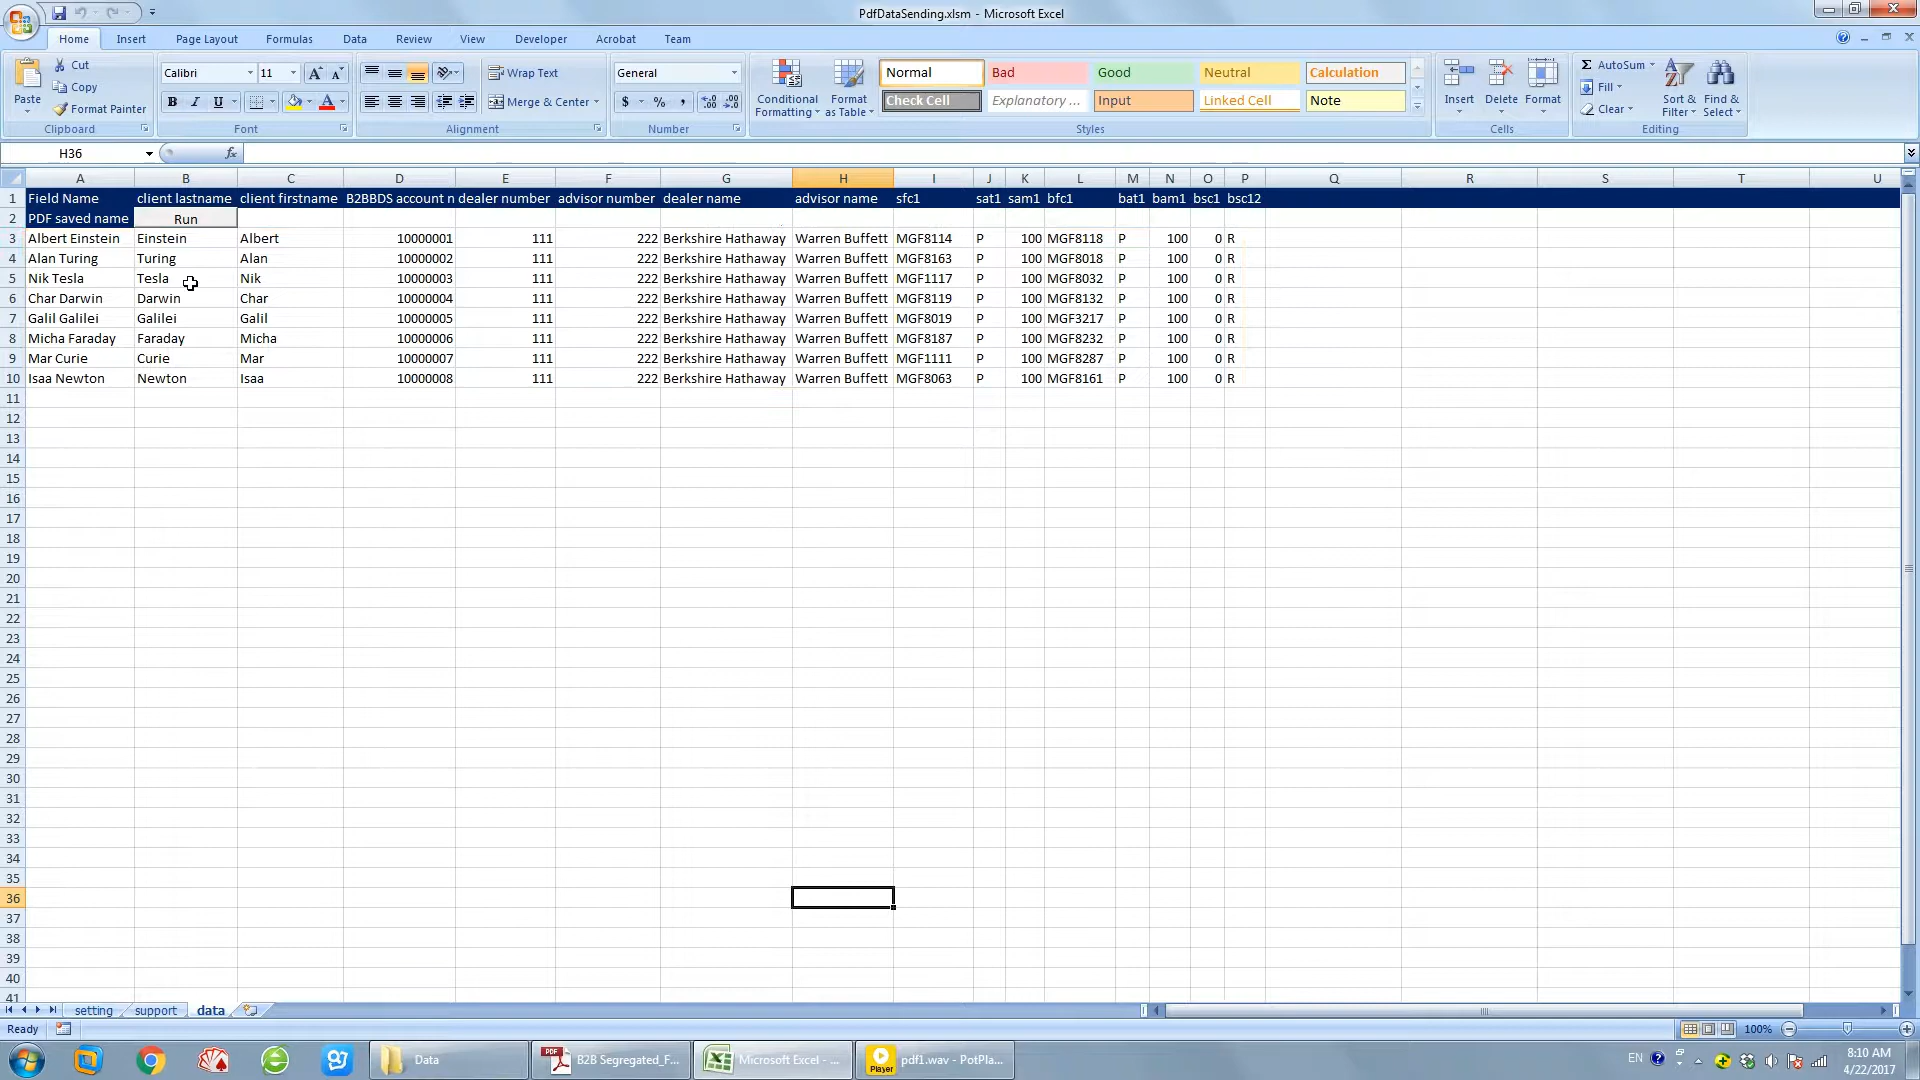 PdfDataSending.xlsm - Microsoft Excel
Home Insert Page Layout Formulas Data Review View Developer Acrobat Team
Paste Cut Copy Format Painter Clipboard
Calibri 11 B I U Font
Wrap Text Merge & Center Alignment
General $ % , Number
Conditional Formatting Format as Table
Normal Bad Good Neutral Calculation
Check Cell Explanatory ... Input Linked Cell Note
Styles
Insert Delete Format Cells
AutoSum Fill Clear Sort & Filter Find & Select Editing
H36 fx
A B C D E F G H I J K L M N O P Q R S T U
1 Field Name client lastname client firstname B2BBDS account n dealer number advisor number dealer name advisor name sfc1 sat1 sam1 bfc1 bat1 bam1 bsc1 bsc12
2 PDF saved name Run
3 Albert Einstein Einstein Albert 10000001 111 222 Berkshire Hathaway Warren Buffett MGF8114 P 100 MGF8118 P 100 0 R
4 Alan Turing Turing Alan 10000002 111 222 Berkshire Hathaway Warren Buffett MGF8163 P 100 MGF8018 P 100 0 R
5 Nik Tesla Tesla Nik 10000003 111 222 Berkshire Hathaway Warren Buffett MGF1117 P 100 MGF8032 P 100 0 R
6 Char Darwin Darwin Char 10000004 111 222 Berkshire Hathaway Warren Buffett MGF8119 P 100 MGF8132 P 100 0 R
7 Galil Galilei Galilei Galil 10000005 111 222 Berkshire Hathaway Warren Buffett MGF8019 P 100 MGF3217 P 100 0 R
8 Micha Faraday Faraday Micha 10000006 111 222 Berkshire Hathaway Warren Buffett MGF8187 P 100 MGF8232 P 100 0 R
9 Mar Curie Curie Mar 10000007 111 222 Berkshire Hathaway Warren Buffett MGF1111 P 100 MGF8287 P 100 0 R
10 Isaa Newton Newton Isaa 10000008 111 222 Berkshire Hathaway Warren Buffett MGF8063 P 100 MGF8161 P 100 0 R
11
12
13
14
15
16
17
18
19
20
21
22
23
24
25
26
27
28
29
30
31
32
33
34
35
36
37
38
39
40
41
setting support data
Ready 100%
Data B2B Segregated_F... Microsoft Excel - ... pdf1.wav - PotPla... EN 8:10 AM
4/22/2017